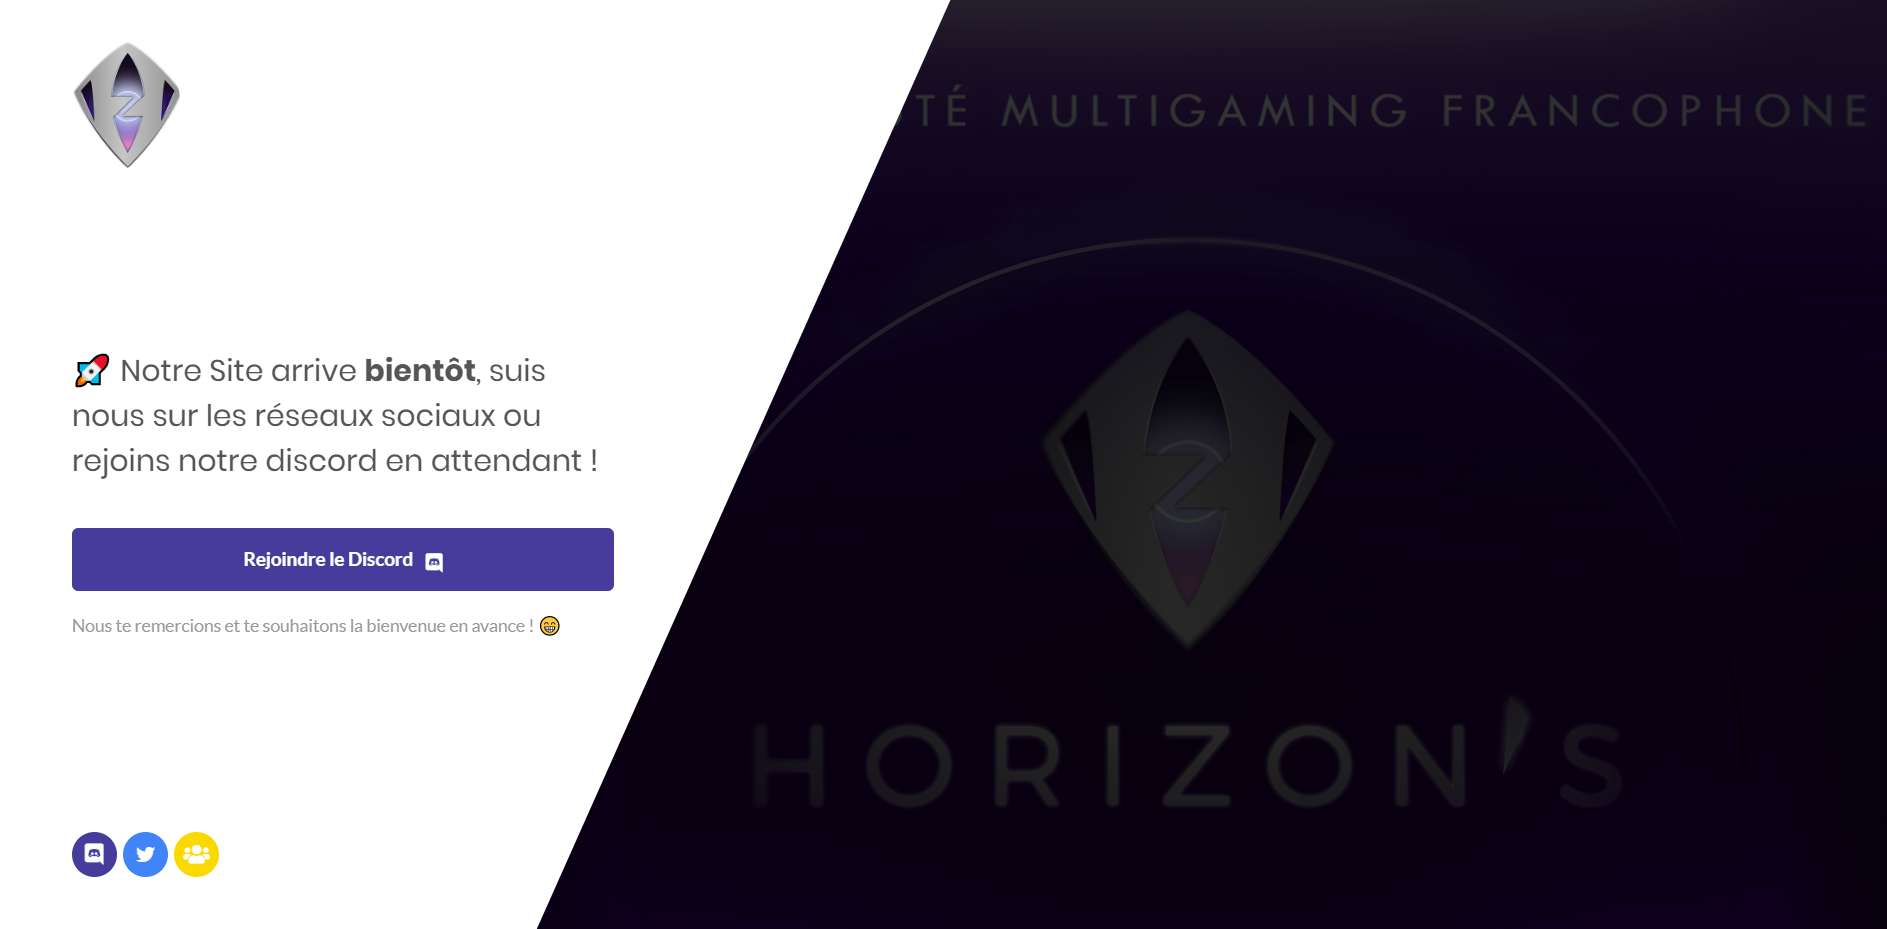 Z
🚀 Notre Site arrive bientôt, suis
nous sur les réseaux sociaux ou
rejoins notre discord en attendant !
Rejoindre le Discord
Nous te remercions et te souhaitons la bienvenue en avance ! 😁
TÉ MULTIGAMING FRANCOPHONE
Z
HORIZON'S